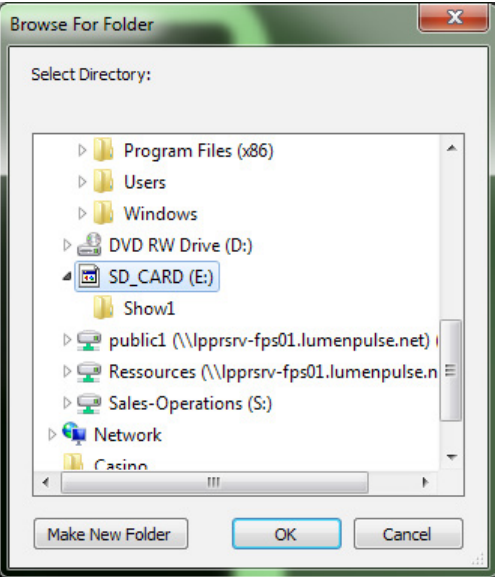 Browse For Folder
Select Directory:
Program Files (x86)
Users
Windows
DVD RW Drive (D:)
SD_CARD (E:)
Show1
public1 (\\lpprsrv-fps01.lumenpulse.net) (
Ressources (\\lpprsrv-fps01.lumenpulse.n
Sales-Operations (S:)
Network
Casino
Make New Folder
OK
Cancel